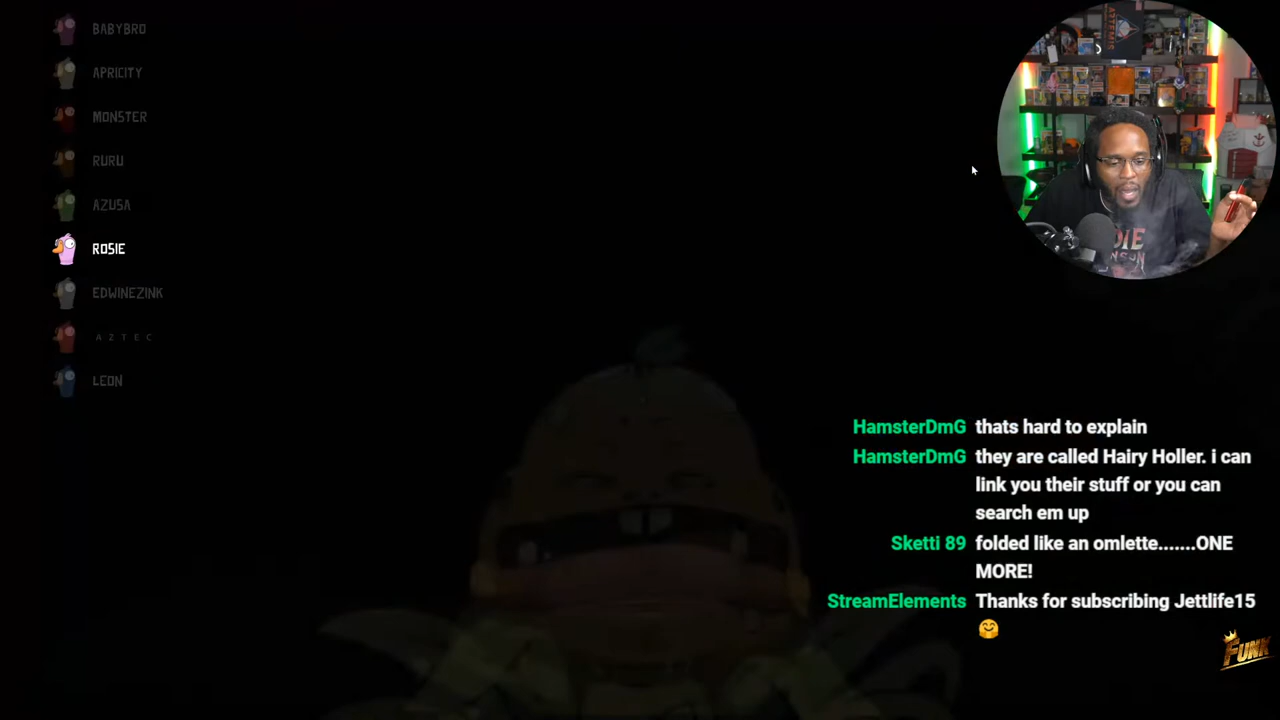 BABYBRO
APRICITY
MONSTER
RURU
AZUSA
ROSIE
EDWINEZINK
A Z T E C
LEON
HamsterDmG thats hard to explain
HamsterDmG they are called Hairy Holler. i can
link you their stuff or you can
search em up
Sketti 89 folded like an omlette.......ONE
MORE!
StreamElements Thanks for subscribing Jettlife15
🤗
FUNK